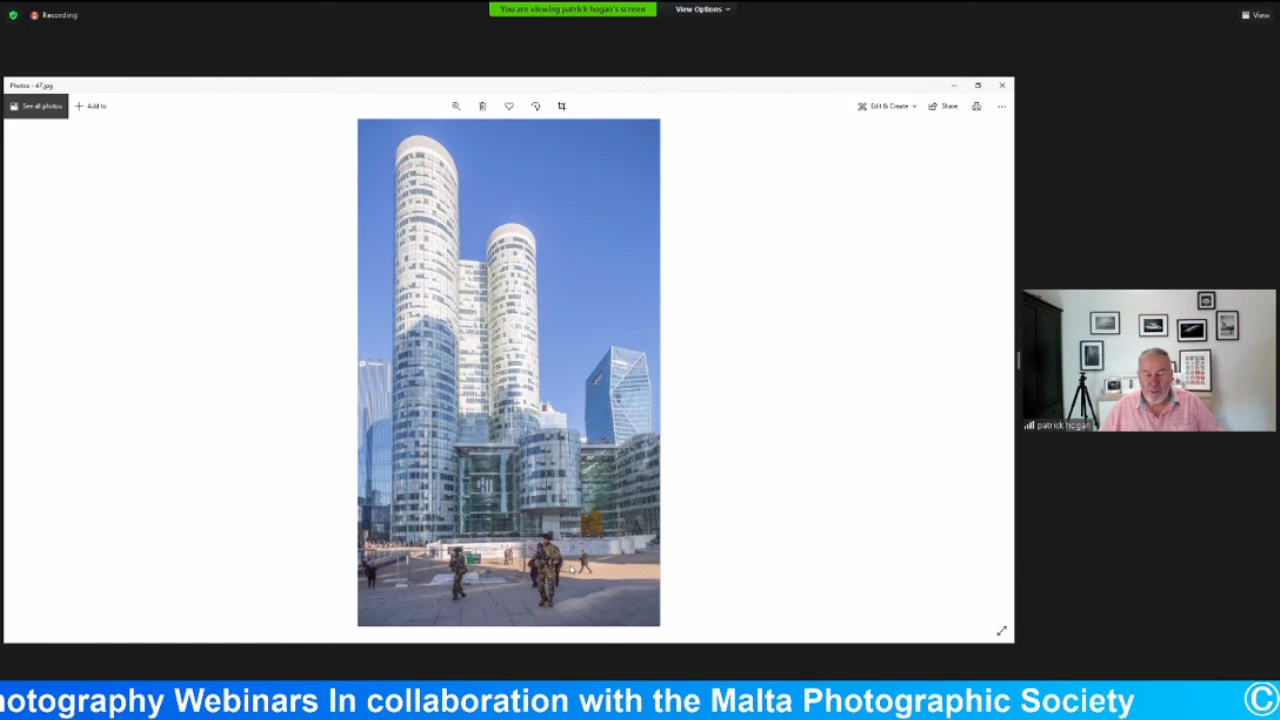 Recording
You are viewing patrick hogan's screen
View Options
View
Photos - 47.jpg
See all photos
Add to
Edit & Create
Share
patrick hogan
hotography Webinars In collaboration with the Malta Photographic Society ©